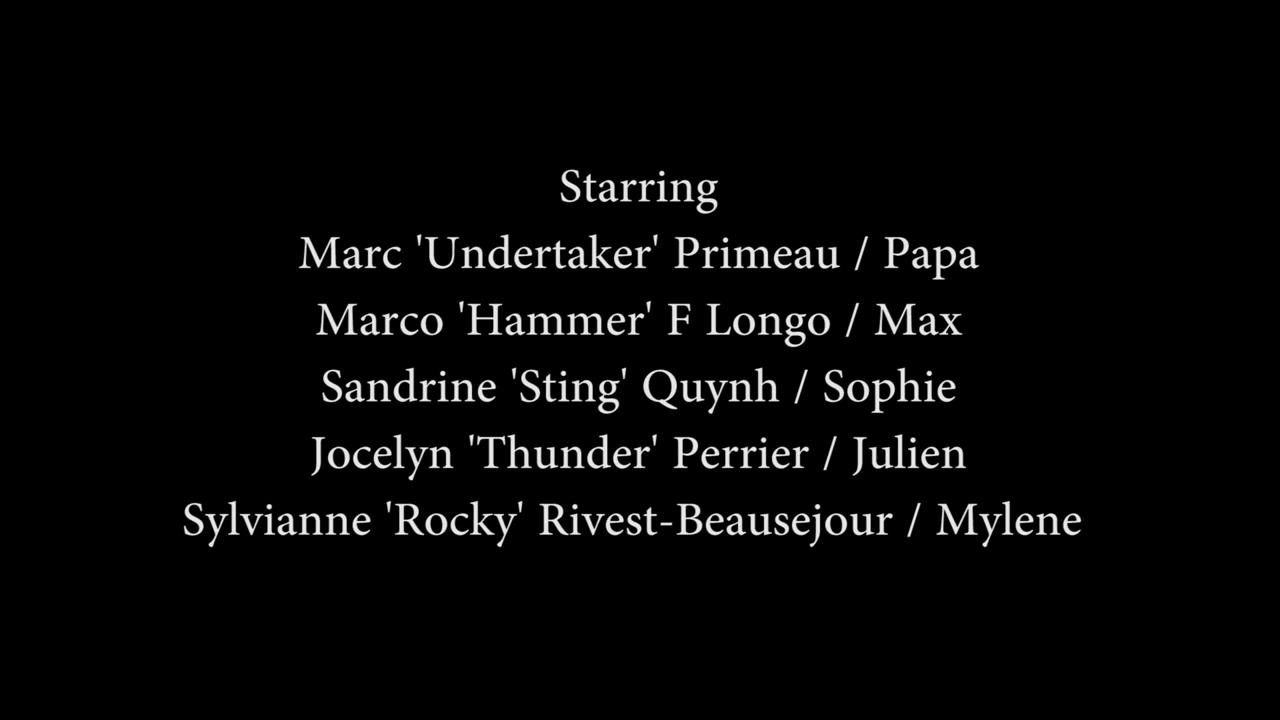 Starring
Marc 'Undertaker' Primeau / Papa
Marco 'Hammer' F Longo / Max
Sandrine 'Sting' Quynh / Sophie
Jocelyn 'Thunder' Perrier / Julien
Sylvianne 'Rocky' Rivest-Beausejour / Mylene